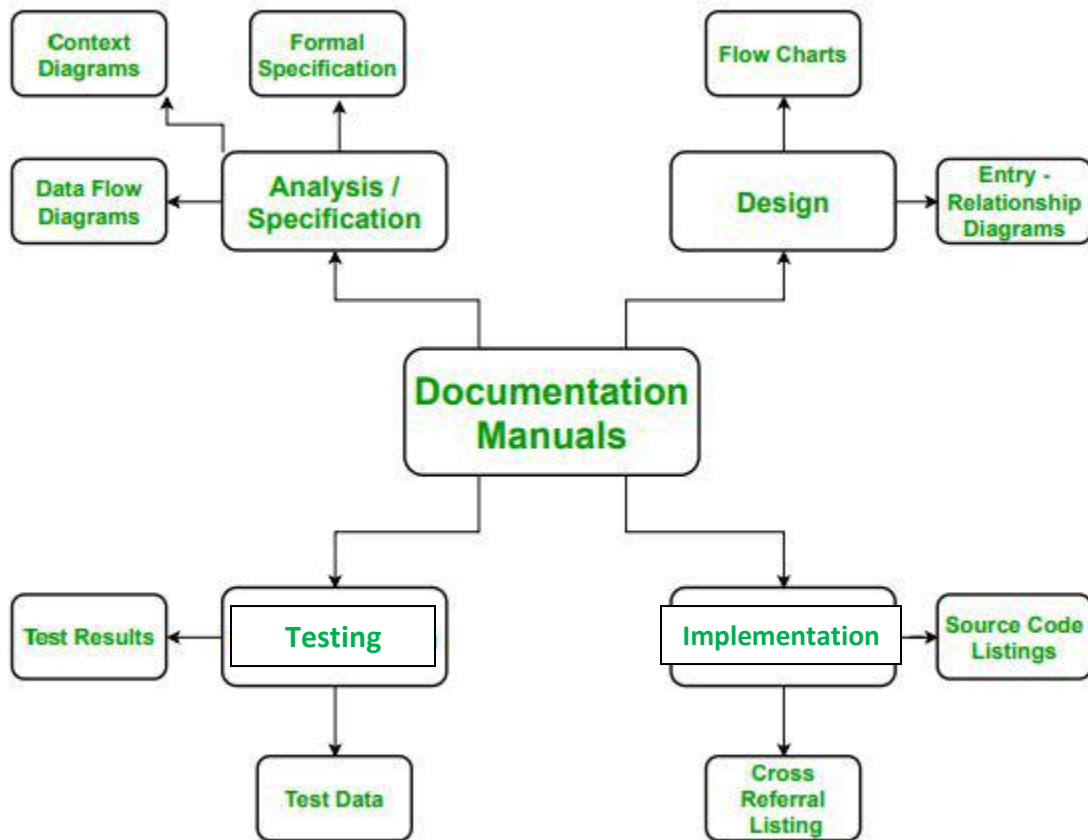 Context
Diagrams
Formal
Specification
Flow Charts
Data Flow
Diagrams
Analysis /
Specification
Design
Entry -
Relationship
Diagrams
Documentation
Manuals
Test Results
Testing
Implementation
Source Code
Listings
Test Data
Cross
Referral
Listing